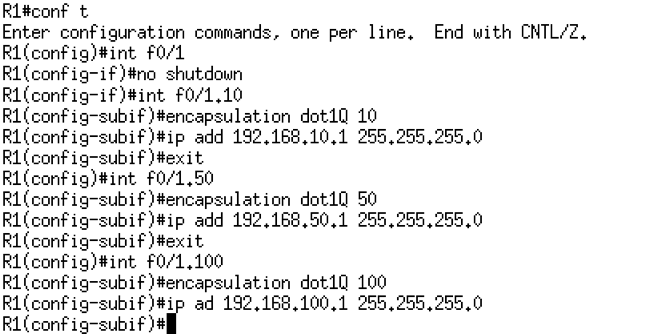 R1#conf t
Enter configuration commands, one per line.  End with CNTL/Z.
R1(config)#int f0/1
R1(config-if)#no shutdown
R1(config-if)#int f0/1.10
R1(config-subif)#encapsulation dot1Q 10
R1(config-subif)#ip add 192.168.10.1 255.255.255.0
R1(config-subif)#exit
R1(config)#int f0/1.50
R1(config-subif)#encapsulation dot1Q 50
R1(config-subif)#ip add 192.168.50.1 255.255.255.0
R1(config-subif)#exit
R1(config)#int f0/1.100
R1(config-subif)#encapsulation dot1Q 100
R1(config-subif)#ip ad 192.168.100.1 255.255.255.0
R1(config-subif)#